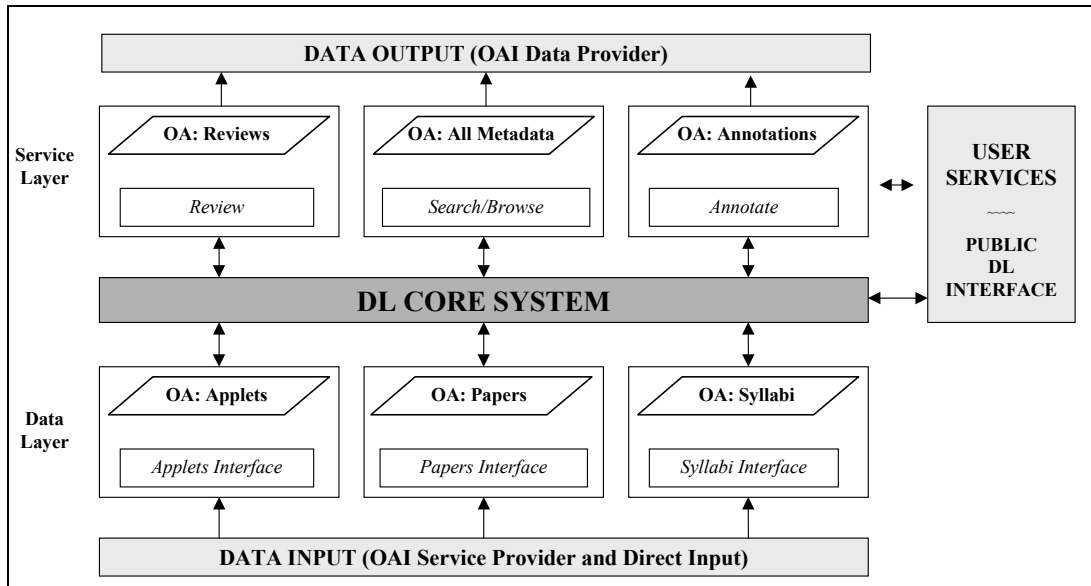 DATA OUTPUT (OAI Data Provider)
OA: Reviews
OA: All Metadata
OA: Annotations
Service
Layer
Review
Search/Browse
Annotate
USER
SERVICES
~~~~
PUBLIC
DL
INTERFACE
DL CORE SYSTEM
OA: Applets
OA: Papers
OA: Syllabi
Data
Layer
Applets Interface
Papers Interface
Syllabi Interface
DATA INPUT (OAI Service Provider and Direct Input)